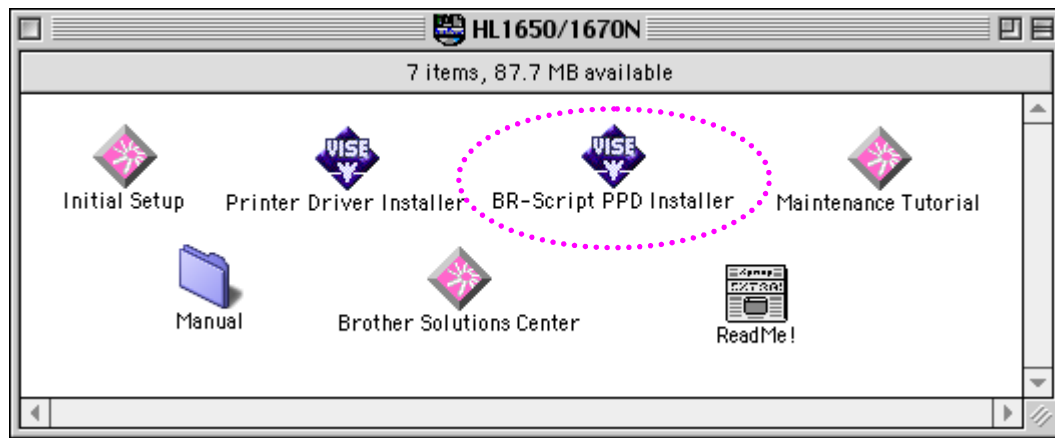 HL1650/1670N
7 items, 87.7 MB available
VISE
VISE
Initial Setup
Printer Driver Installer
BR-Script PPD Installer
Maintenance Tutorial
EXTRA!
Manual
Brother Solutions Center
ReadMe!